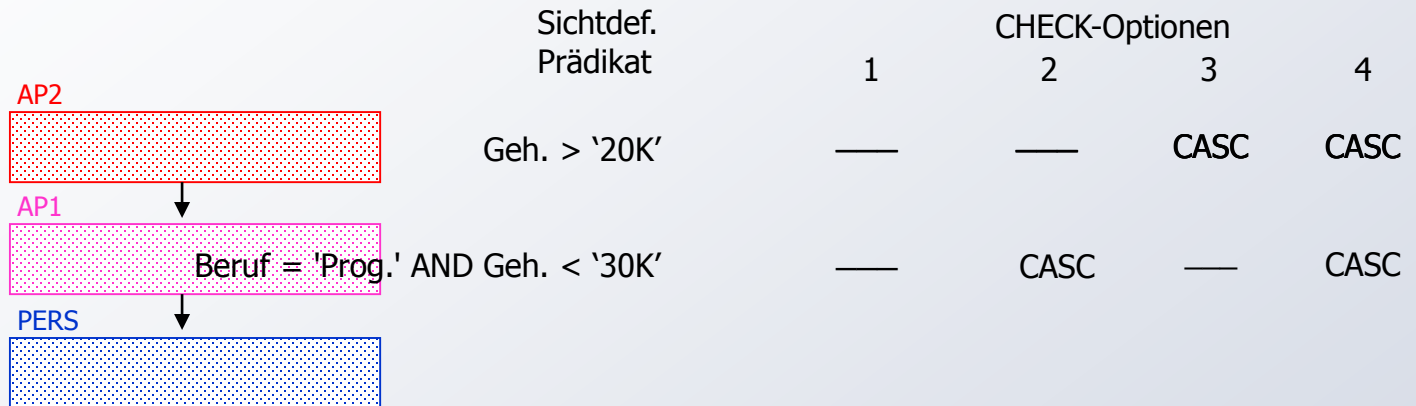 Sichtdef. CHECK-Optionen
Prädikat 1 2 3 4
AP2
Geh. > ‘20K’ —— —— CASC CASC
AP1
Beruf = 'Prog.' AND Geh. < ‘30K’ —— CASC —— CASC
PERS